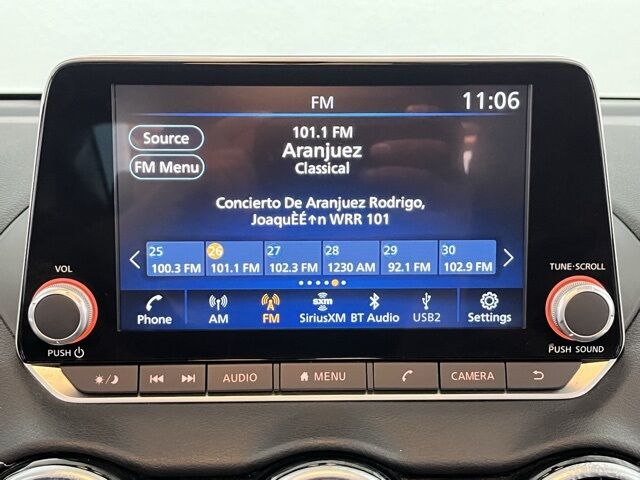 FM
11:06
Source
101.1 FM
Aranjuez
FM Menu
Classical
Concierto De Aranjuez Rodrigo,
JoaquÈÉ↑n WRR 101
25 26 27 28 29 30
100.3 FM 101.1 FM 102.3 FM 1230 AM 92.1 FM 102.9 FM
VOL
TUNE·SCROLL
Phone AM FM SXM SiriusXM BT Audio USB2 Settings
PUSH
PUSH SOUND
AUDIO MENU CAMERA